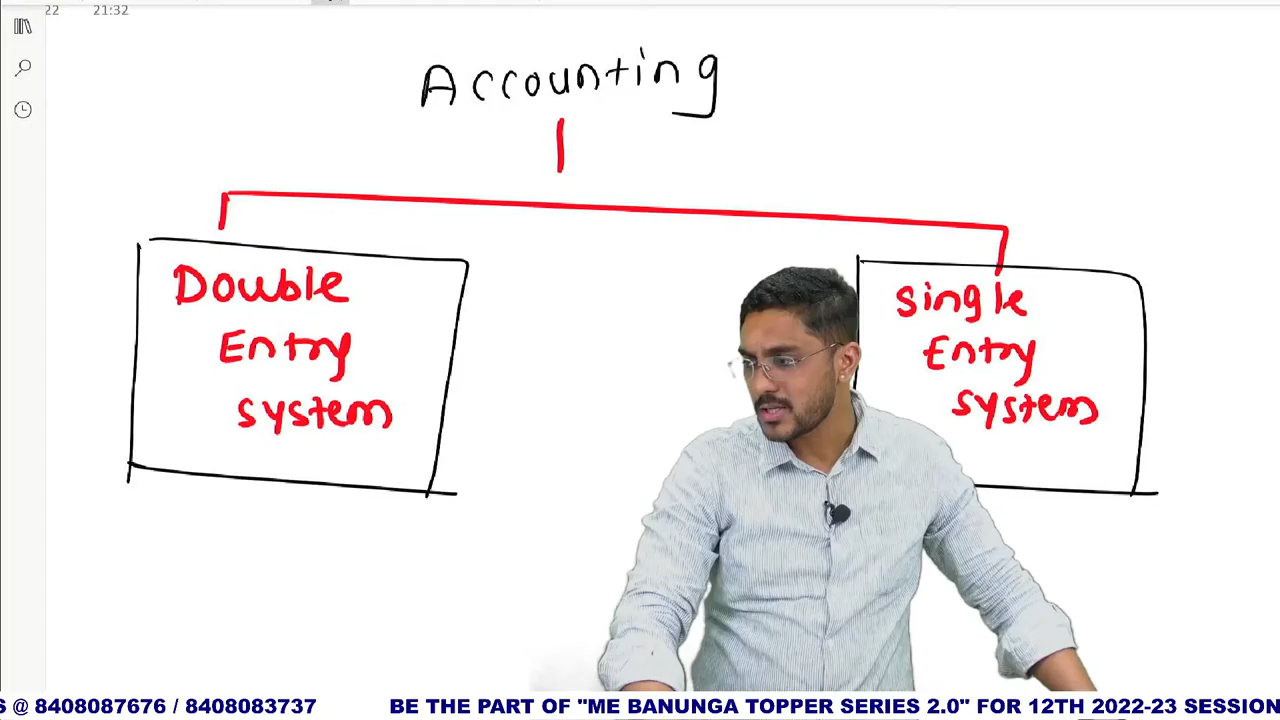 22 21:32
Accounting
Double
Entry
system
single
Entry
system
S @ 8408087676 / 8408083737 BE THE PART OF "ME BANUNGA TOPPER SERIES 2.0" FOR 12TH 2022-23 SESSION